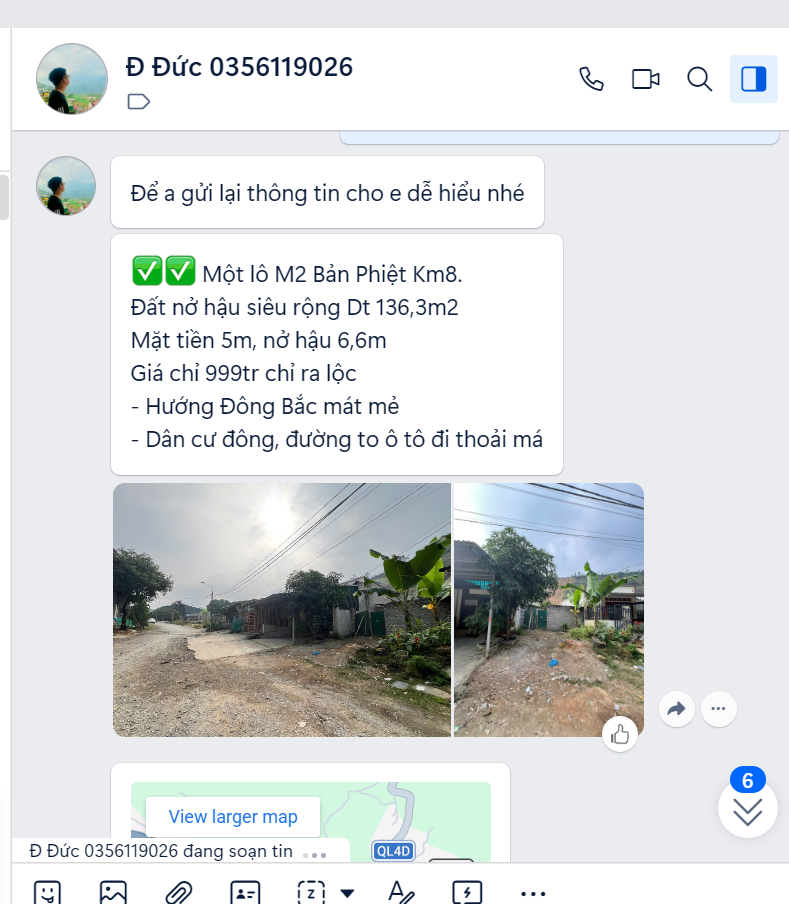 Đ Đức 0356119026
Để a gửi lại thông tin cho e dễ hiểu nhé
✅✅ Một lô M2 Bản Phiệt Km8.
Đất nở hậu siêu rộng Dt 136,3m2
Mặt tiền 5m, nở hậu 6,6m
Giá chỉ 999tr chỉ ra lộc
- Hướng Đông Bắc mát mẻ
- Dân cư đông, đường to ô tô đi thoải má
6
View larger map
QL4D
Đ Đức 0356119026 đang soạn tin
Z